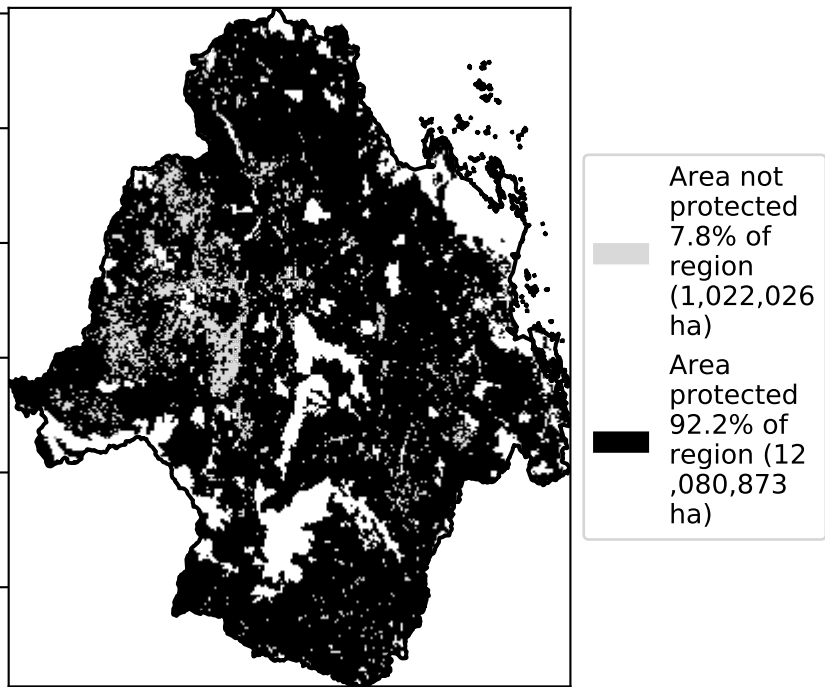 Area not
protected
7.8% of
region
(1,022,026
ha)
Area
protected
92.2% of
region (12
,080,873
ha)